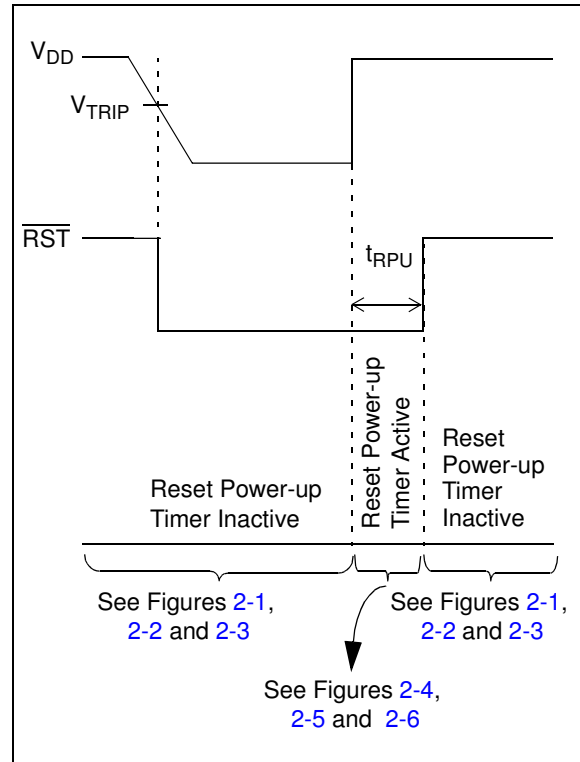 VDD
VTRIP
RST
tRPU
Reset Power-up
Timer Inactive
Reset Power-up
Timer Active
Reset
Power-up
Timer
Inactive
See Figures 2-1,
2-2 and 2-3
See Figures 2-1,
2-2 and 2-3
See Figures 2-4,
2-5 and 2-6